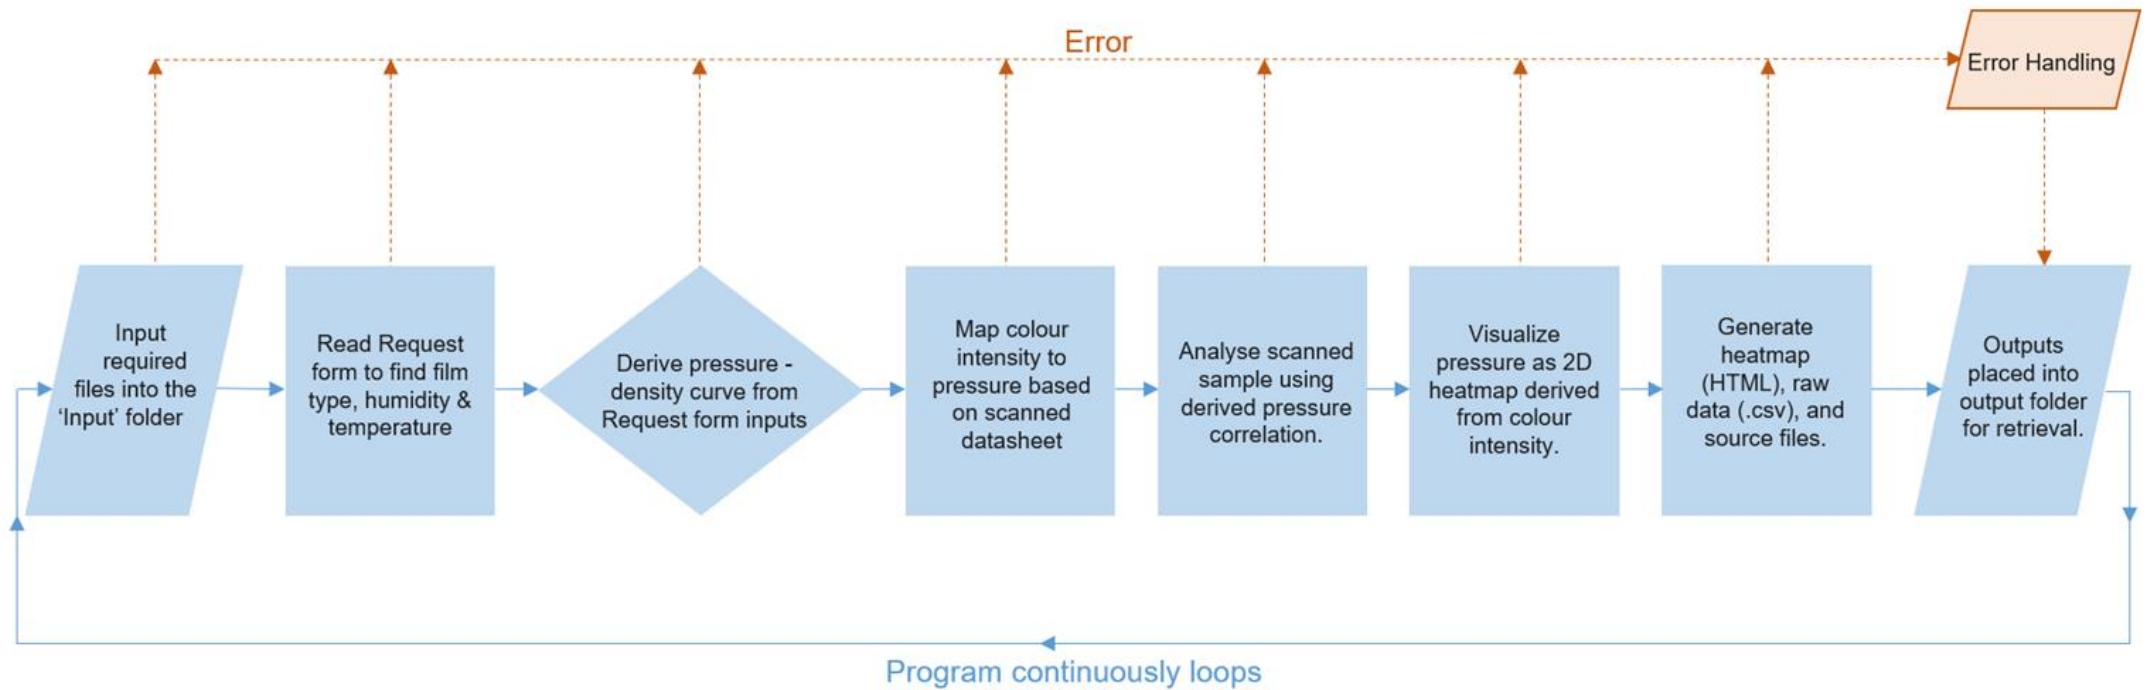 Error
Error Handling
Input
required
files into the
‘Input’ folder
Read Request
form to find film
type, humidity &
temperature
Derive pressure -
density curve from
Request form inputs
Map colour
intensity to
pressure based
on scanned
datasheet
Analyse scanned
sample using
derived pressure
correlation.
Visualize
pressure as 2D
heatmap derived
from colour
intensity.
Generate
heatmap
(HTML), raw
data (.csv), and
source files.
Outputs
placed into
output folder
for retrieval.
Program continuously loops